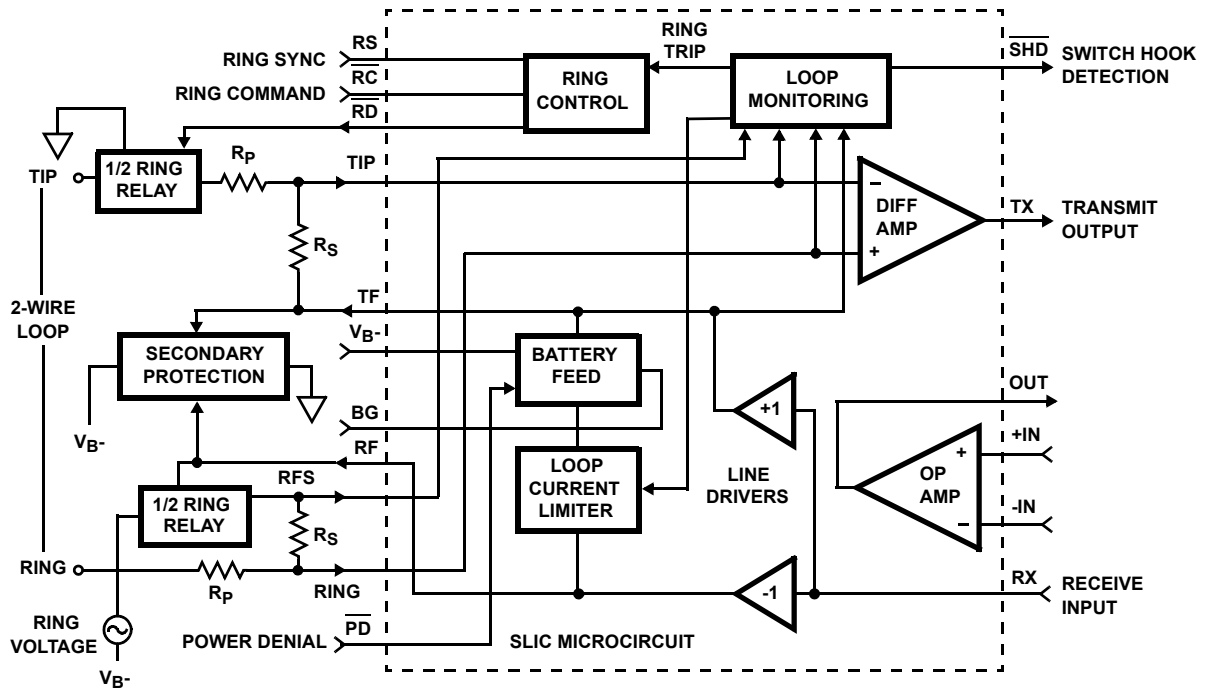 RING SYNC
RS
RING COMMAND
RC
RD
RING
CONTROL
RING
TRIP
LOOP
MONITORING
SHD
SWITCH HOOK
DETECTION
TIP
1/2 RING
RELAY
RP
TIP
RS
−
DIFF
AMP
+
TX
TRANSMIT
OUTPUT
2-WIRE
LOOP
TF
VB-
SECONDARY
PROTECTION
VB-
BATTERY
FEED
BG
RF
+1
LINE
DRIVERS
LOOP
CURRENT
LIMITER
OUT
+IN
+
OP
AMP
−
-IN
RFS
1/2 RING
RELAY
RS
RING
RP
RING
-1
RX
RECEIVE
INPUT
RING
VOLTAGE
VB-
POWER DENIAL
PD
SLIC MICROCIRCUIT